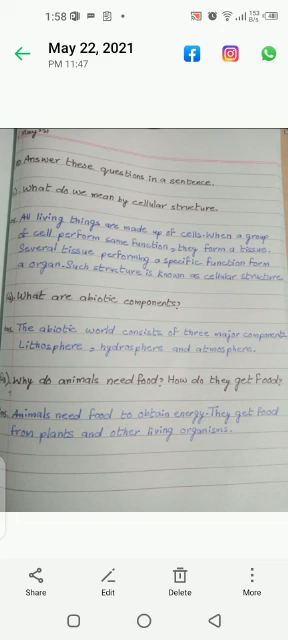 1:58
153
B/s
48
May 22, 2021
PM 11:47
Answer these questions in a sentence.
What do we mean by cellular structure.
All living things are made up of cells. When a group
of cell perform same function, they form a tissue.
Several tissue performing a specific function form
a organ. Such structure is known as cellular structure
What are abiotic components?
The abiotic world consists of three major components
Lithosphere, hydrosphere and atmosphere.
Why do animals need food? How do they get food?
Animals need food to obtain energy. They get food
from plants and other living organisms.
Share Edit Delete More